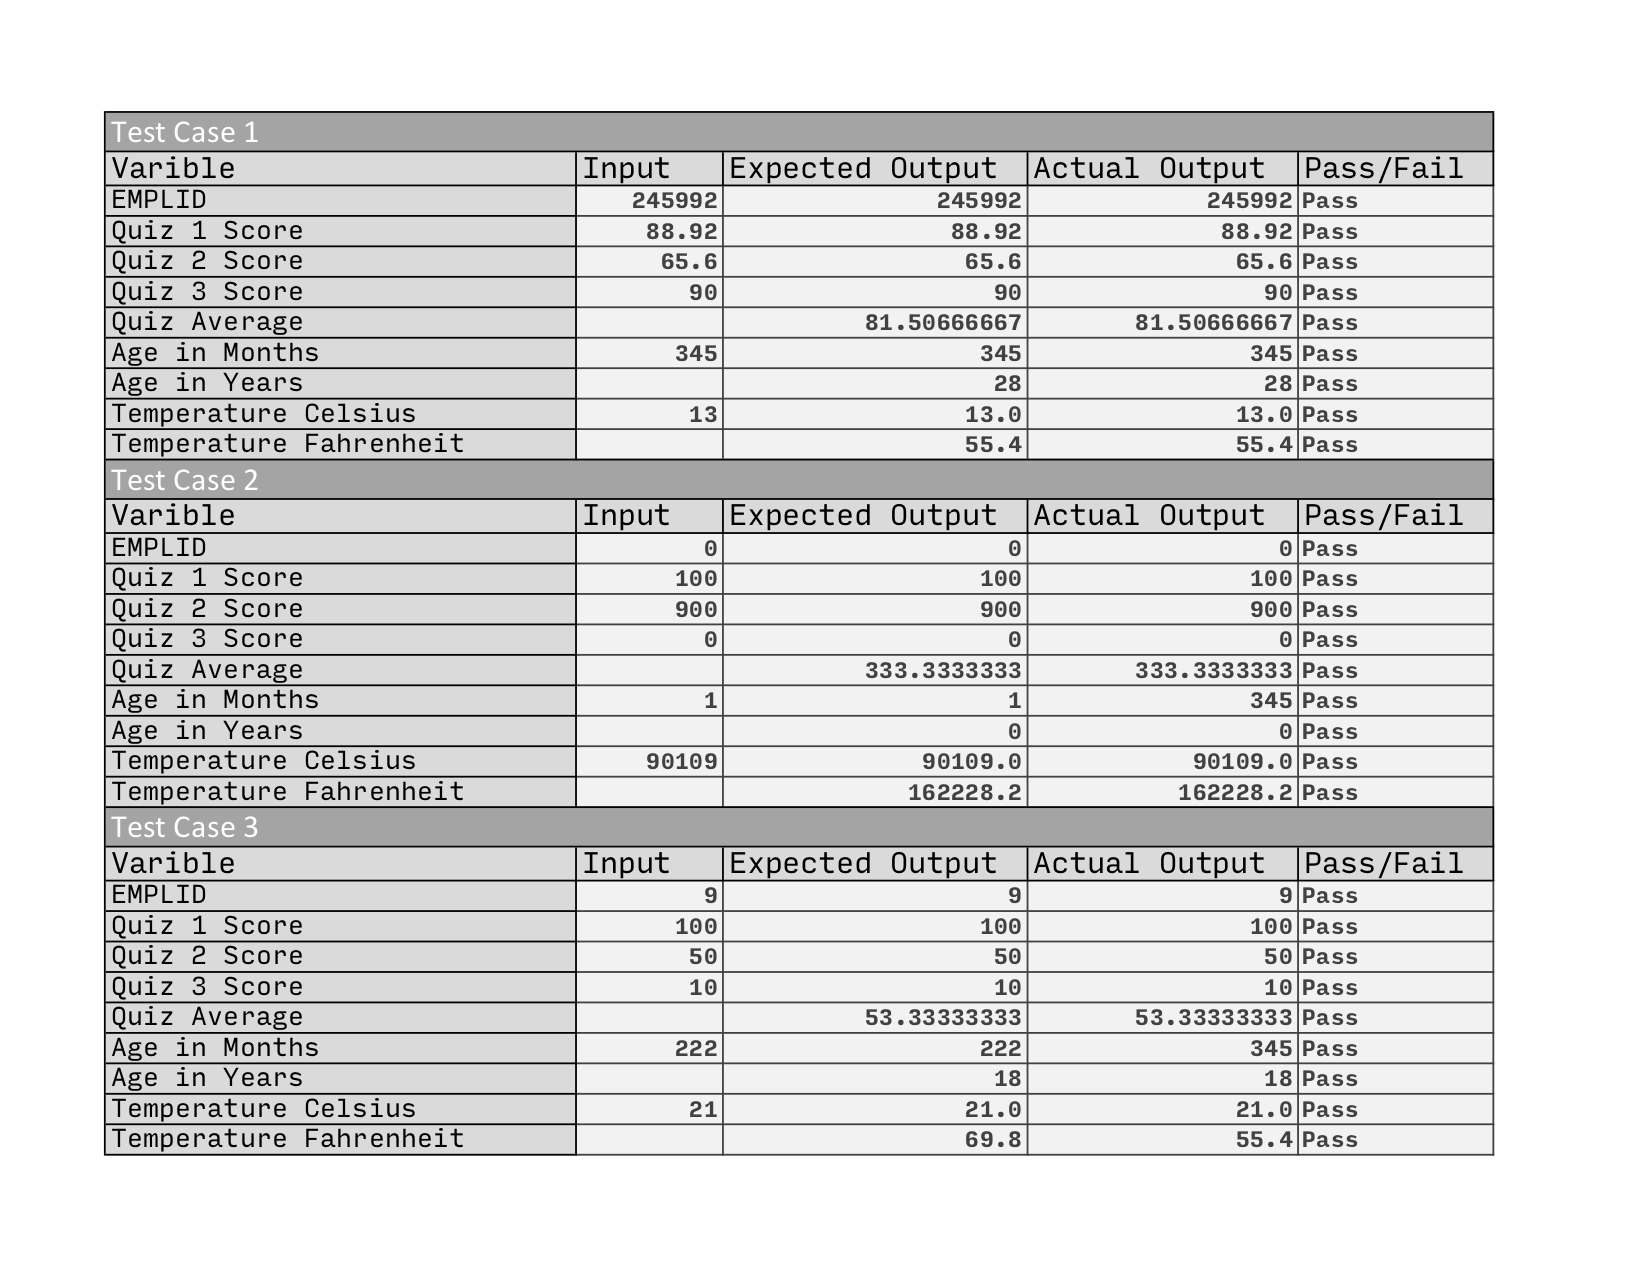 Test Case 1
Varible Input Expected Output Actual Output Pass/Fail
EMPLID 245992 245992 245992 Pass
Quiz 1 Score 88.92 88.92 88.92 Pass
Quiz 2 Score 65.6 65.6 65.6 Pass
Quiz 3 Score 90 90 90 Pass
Quiz Average 81.50666667 81.50666667 Pass
Age in Months 345 345 345 Pass
Age in Years 28 28 Pass
Temperature Celsius 13 13.0 13.0 Pass
Temperature Fahrenheit 55.4 55.4 Pass
Test Case 2
Varible Input Expected Output Actual Output Pass/Fail
EMPLID 0 0 0 Pass
Quiz 1 Score 100 100 100 Pass
Quiz 2 Score 900 900 900 Pass
Quiz 3 Score 0 0 0 Pass
Quiz Average 333.3333333 333.3333333 Pass
Age in Months 1 1 345 Pass
Age in Years 0 0 Pass
Temperature Celsius 90109 90109.0 90109.0 Pass
Temperature Fahrenheit 162228.2 162228.2 Pass
Test Case 3
Varible Input Expected Output Actual Output Pass/Fail
EMPLID 9 9 9 Pass
Quiz 1 Score 100 100 100 Pass
Quiz 2 Score 50 50 50 Pass
Quiz 3 Score 10 10 10 Pass
Quiz Average 53.33333333 53.33333333 Pass
Age in Months 222 222 345 Pass
Age in Years 18 18 Pass
Temperature Celsius 21 21.0 21.0 Pass
Temperature Fahrenheit 69.8 55.4 Pass